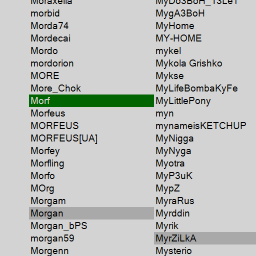 Moraxella
morbid
Morda74
Mordecai
Mordo
mordorion
MORE
More_Chok
Morf
Morfeus
MORFEUS
MORFEUS[UA]
Morfey
Morfling
Morfo
MOrg
Morgam
Morgan
Morgan_bPS
morgan59
Morgenn
MyDo3BoH_13LeT
MygA3BoH
MyHome
MY-HOME
mykel
Mykola Grishko
Mykse
MyLifeBombaKyFe
MyLittlePony
myn
mynameisKETCHUP
MyNigga
MyNyga
Myotra
MyP3uK
MypZ
MyraRus
Myrddin
Myrik
MyrZiLkA
Mysterio